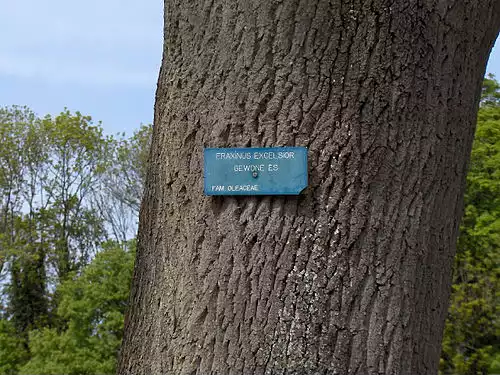 FRAXINUS EXCELSIOR
GEWONE ES
FAM. OLEACEAE